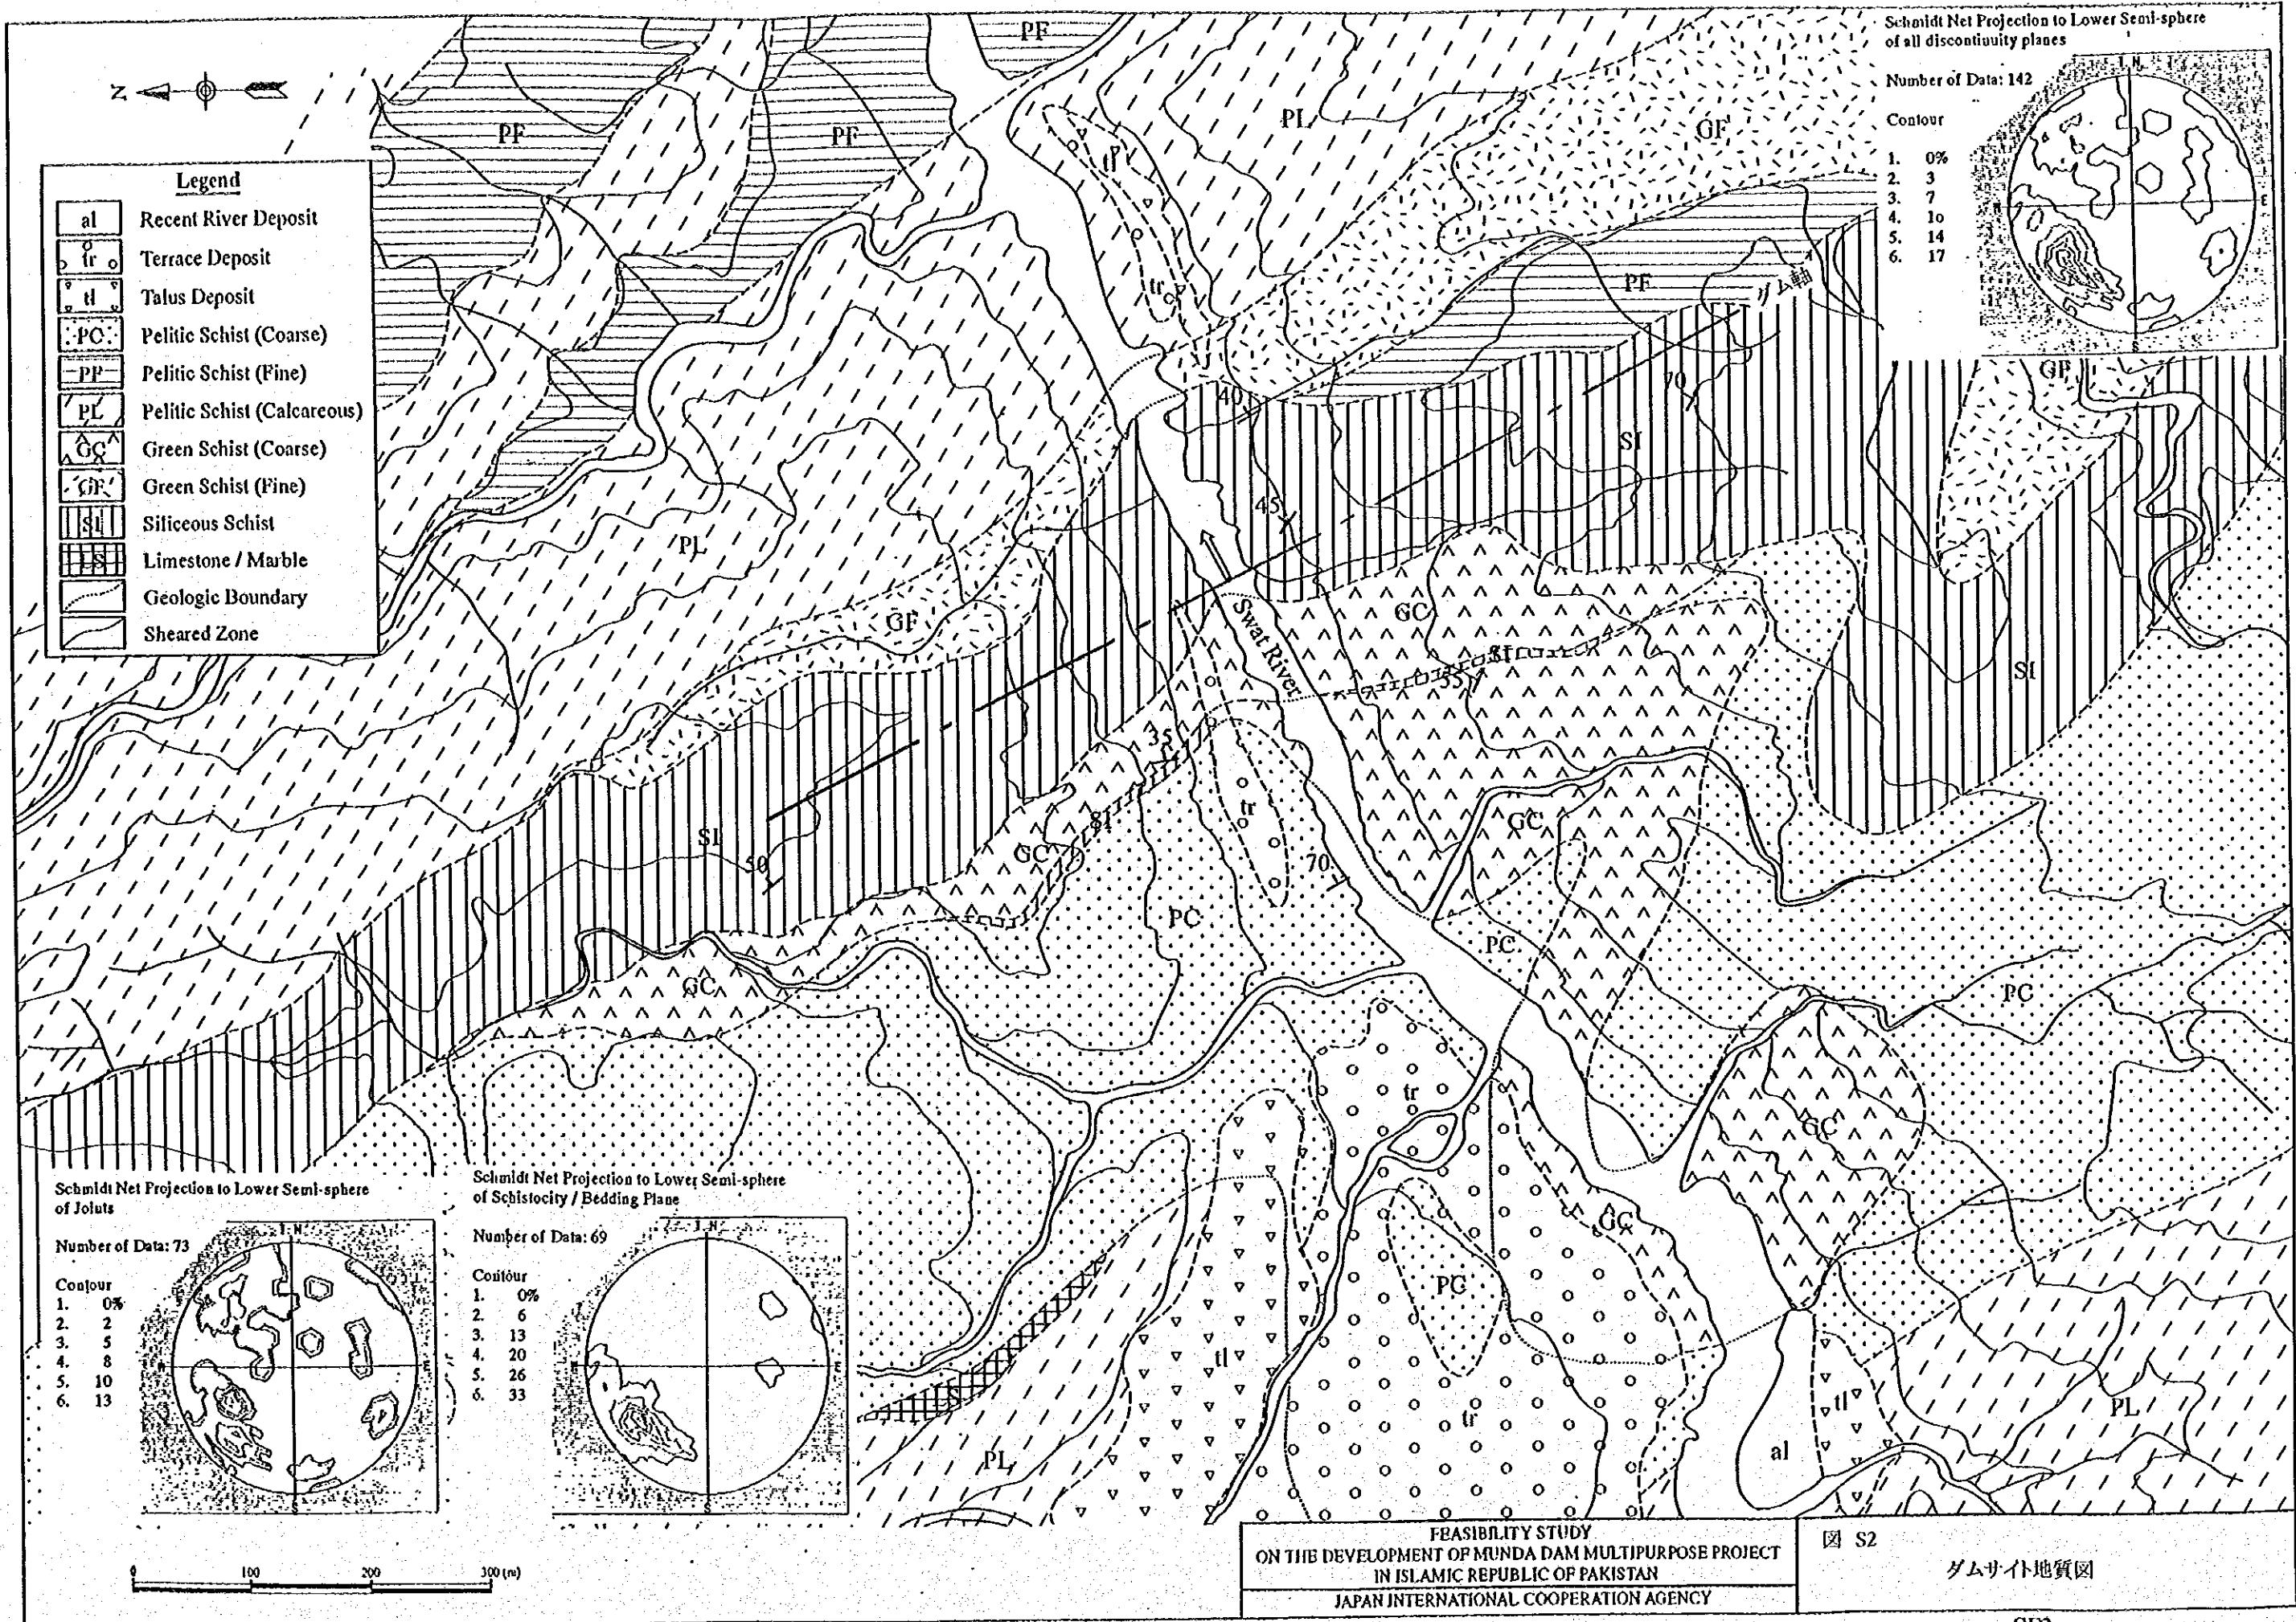 PF
Schmidt Net Projection to Lower Semi-sphere
of all discontinuity planes
Number of Data: 142
Contour
1. 0%
2. 3
3. 7
4. 10
5. 14
6. 17
N
E
S
N
PF
PF
PL
GF
tl
tr
PF
ダム軸
Legend
al Recent River Deposit
tr Terrace Deposit
tl Talus Deposit
PC Pelitic Schist (Coarse)
PF Pelitic Schist (Fine)
PL Pelitic Schist (Calcareous)
GC Green Schist (Coarse)
GF Green Schist (Fine)
SI Siliceous Schist
LS Limestone / Marble
Geologic Boundary
Sheared Zone
40
70
GF
SI
45
PL
GC
GF
Swat River
SI
55
SI
35
tr
SI
GC
SI
50
GC
70
PC
PC
GC
PC
tr
GC
GC
PC
tl
tr
PL
al
tl
PL
Schmidt Net Projection to Lower Semi-sphere
of Joints
Number of Data: 73
Contour
1. 0%
2. 2
3. 5
4. 8
5. 10
6. 13
N
E
S
Schmidt Net Projection to Lower Semi-sphere
of Schistocity / Bedding Plane
Number of Data: 69
Contour
1. 0%
2. 6
3. 13
4. 20
5. 26
6. 33
N
E
S
0 100 200 300 (m)
FEASIBILITY STUDY
ON THE DEVELOPMENT OF MUNDA DAM MULTIPURPOSE PROJECT
IN ISLAMIC REPUBLIC OF PAKISTAN
JAPAN INTERNATIONAL COOPERATION AGENCY
図 S2
ダムサイト地質図